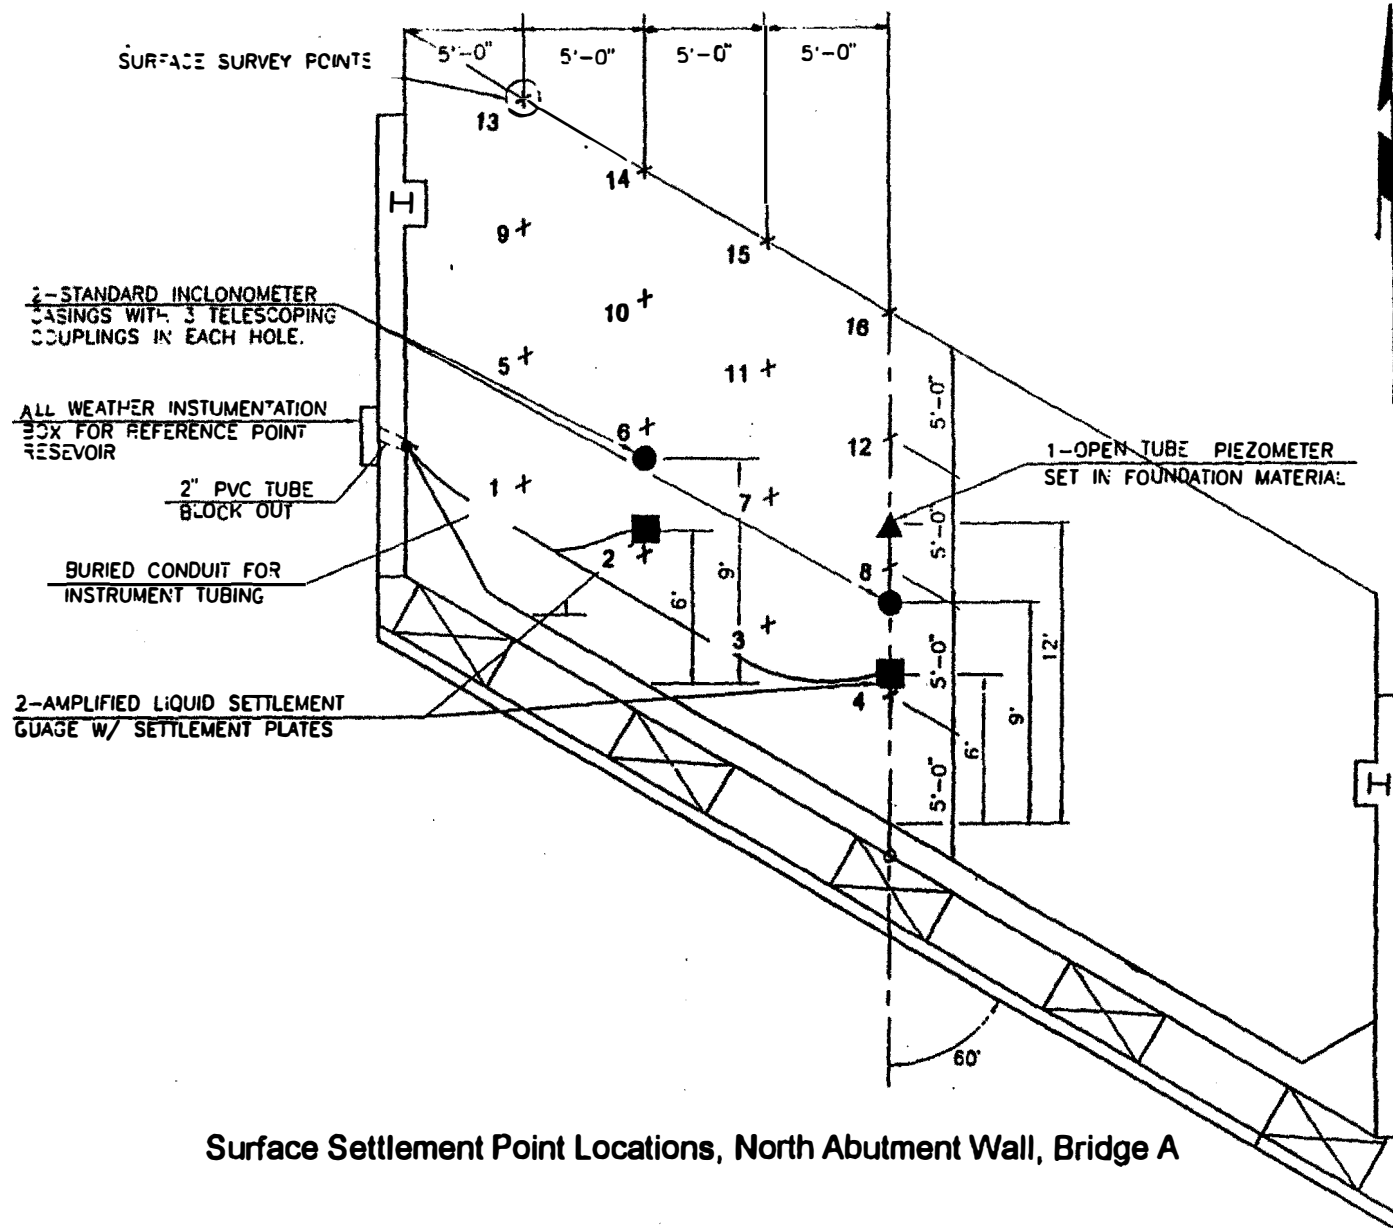 5'-0" 5'-0" 5'-0" 5'-0"
SURFACE SURVEY POINTS
13
14
15
16
9
10
11
12
5
6
7
8
1
2
3
4
H
2-STANDARD INCLONOMETER
CASINGS WITH 3 TELESCOPING
COUPLINGS IN EACH HOLE.
ALL WEATHER INSTUMENTATION
BOX FOR REFERENCE POINT
RESEVOIR
2" PVC TUBE
BLOCK OUT
BURIED CONDUIT FOR
INSTRUMENT TUBING
2-AMPLIFIED LIQUID SETTLEMENT
GUAGE W/ SETTLEMENT PLATES
1-OPEN TUBE PIEZOMETER
SET IN FOUNDATION MATERIAL
5'-0"
5'-0"
5'-0"
5'-0"
6'
9'
6'
9'
12'
H
60°
Surface Settlement Point Locations, North Abutment Wall, Bridge A